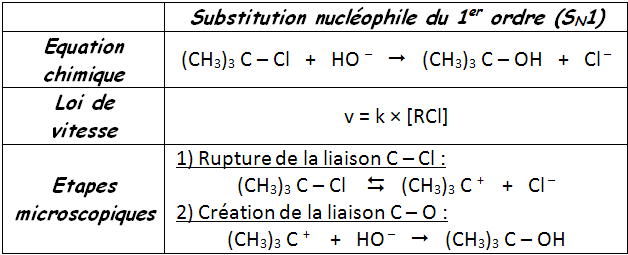 Substitution nucléophile du 1er ordre (SN1)
Equation
chimique
(CH3)3 C – Cl + HO – → (CH3)3 C – OH + Cl –
Loi de
vitesse
v = k × [RCl]
Etapes
microscopiques
1) Rupture de la liaison C – Cl :
(CH3)3 C – Cl ⇆ (CH3)3 C + + Cl –
2) Création de la liaison C – O :
(CH3)3 C + + HO – → (CH3)3 C – OH